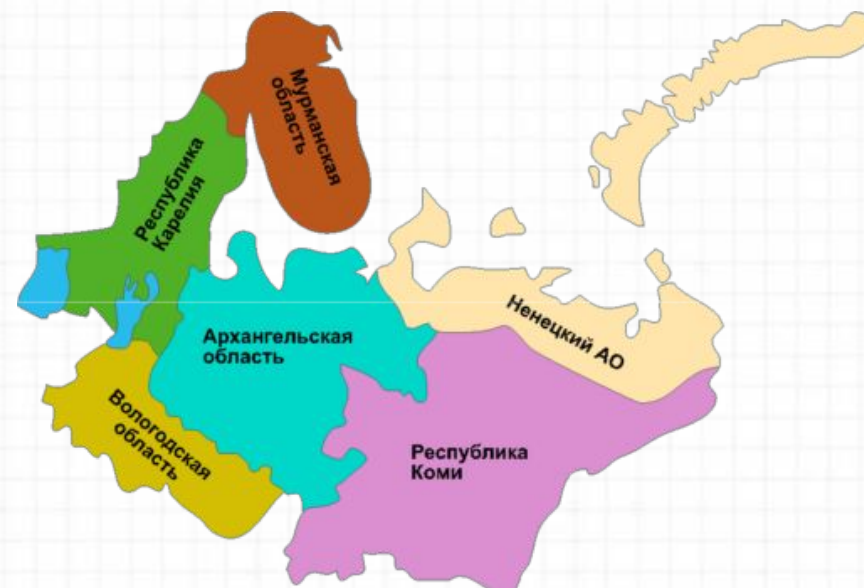 Мурманская
область
Республика
Карелия
Архангельская
область
Ненецкий АО
Вологодская
область
Республика
Коми